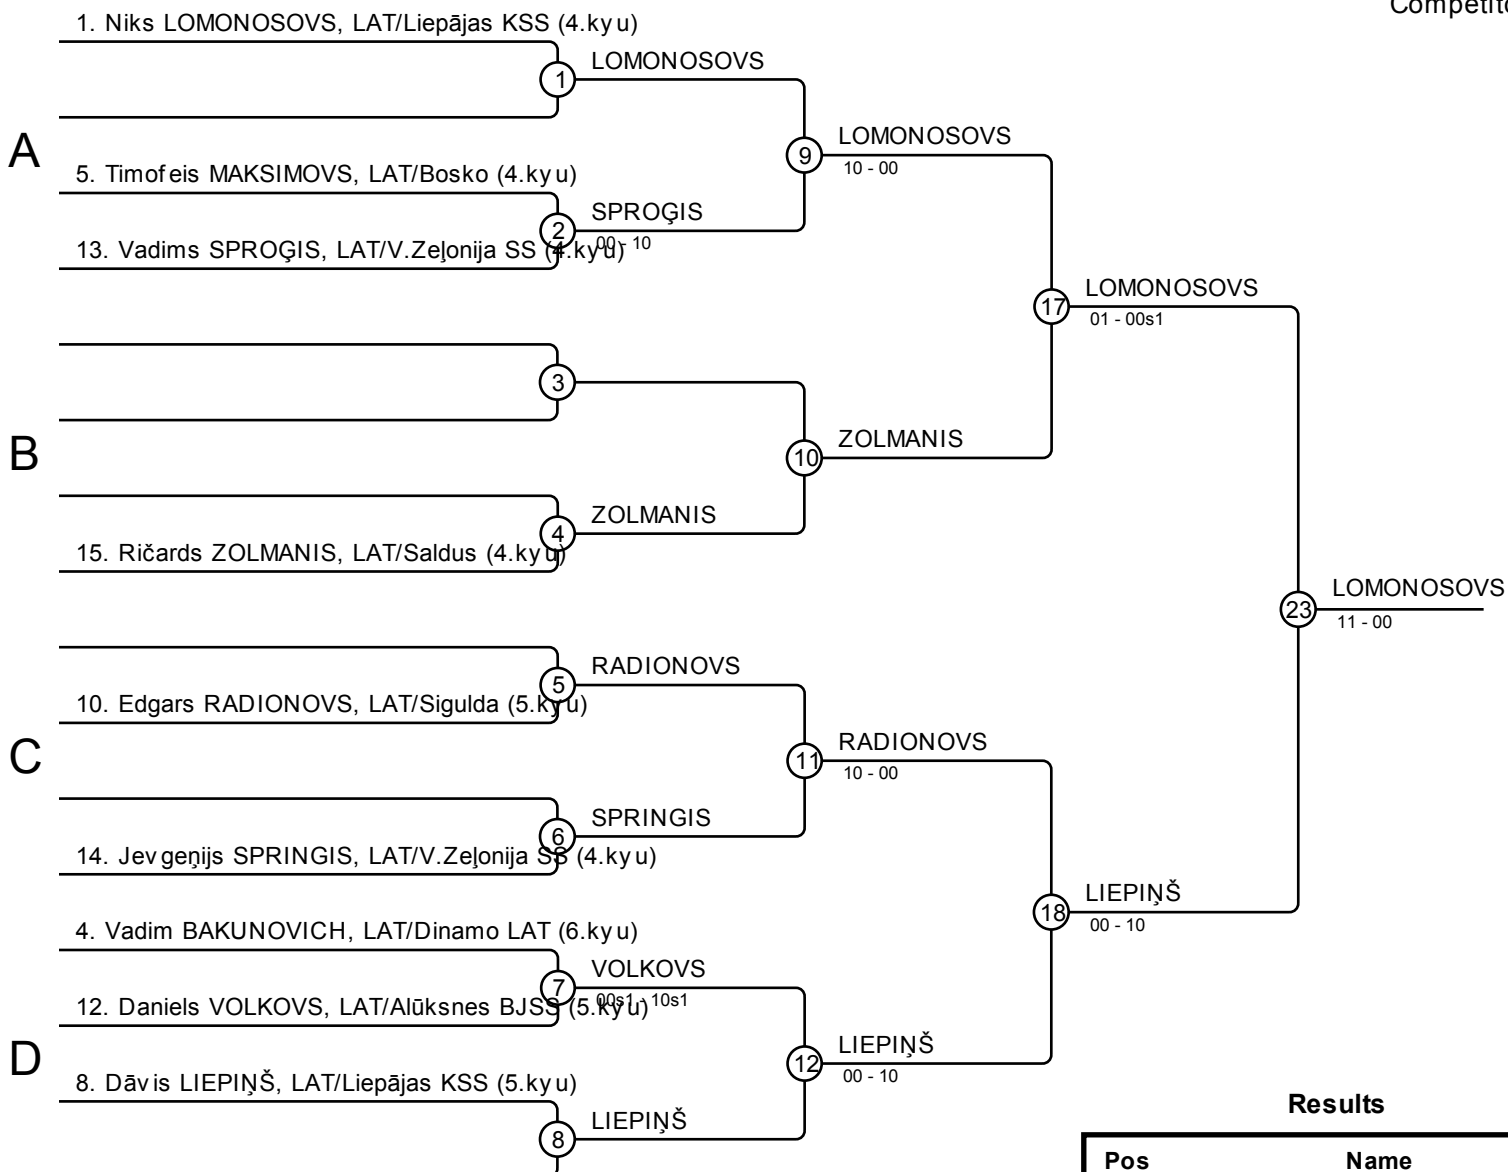 Competito
1. Niks LOMONOSOVS, LAT/Liepājas KSS (4.kyu)
1
LOMONOSOVS
A
9
LOMONOSOVS
10 - 00
5. Timofeis MAKSIMOVS, LAT/Bosko (4.kyu)
2
SPROĢIS
00 - 10
13. Vadims SPROĢIS, LAT/V.Zeļonija SS (4.kyu)
17
LOMONOSOVS
01 - 00s1
3
B
10
ZOLMANIS
4
ZOLMANIS
15. Ričards ZOLMANIS, LAT/Saldus (4.kyu)
23
LOMONOSOVS
11 - 00
5
RADIONOVS
10. Edgars RADIONOVS, LAT/Sigulda (5.kyu)
C
11
RADIONOVS
10 - 00
6
SPRINGIS
14. Jevgeņijs SPRINGIS, LAT/V.Zeļonija SS (4.kyu)
18
LIEPIŅŠ
00 - 10
4. Vadim BAKUNOVICH, LAT/Dinamo LAT (6.kyu)
7
VOLKOVS
00s1 - 10s1
12. Daniels VOLKOVS, LAT/Alūksnes BJSS (5.kyu)
D
12
LIEPIŅŠ
00 - 10
8. Dāvis LIEPIŅŠ, LAT/Liepājas KSS (5.kyu)
8
LIEPIŅŠ
Results
Pos Name